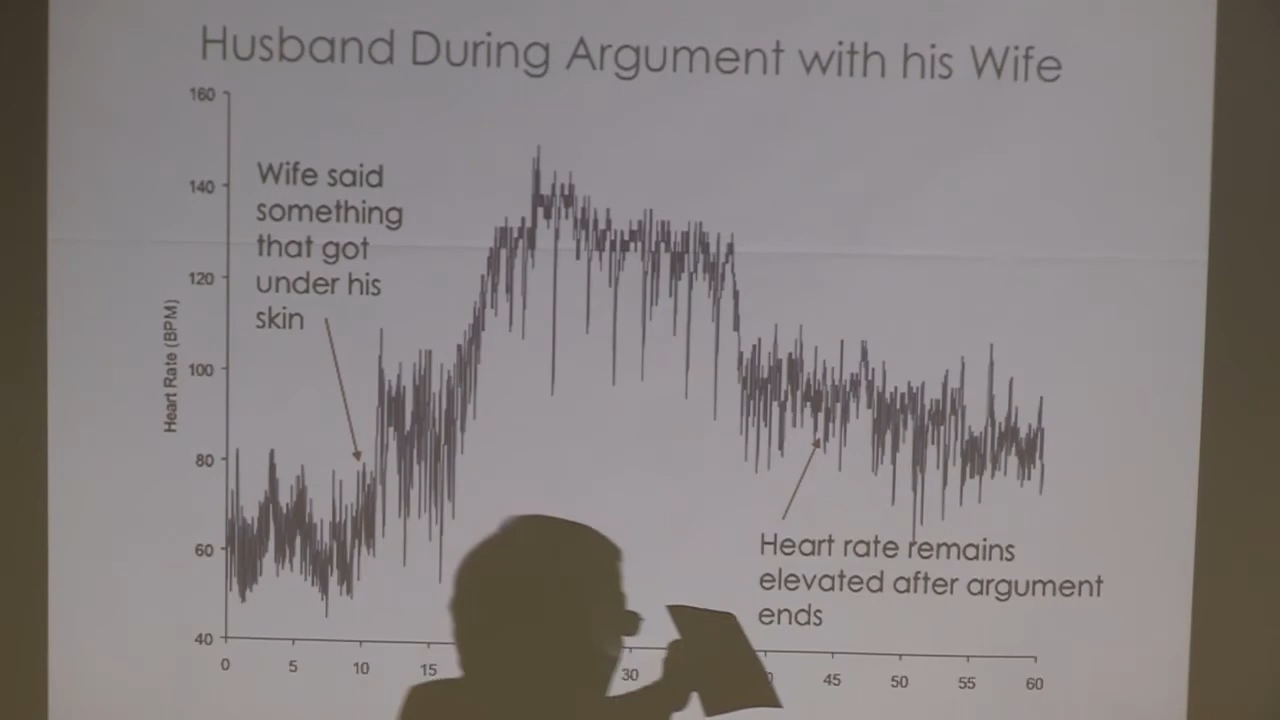 Husband During Argument with his Wife
160
140
120
100
80
60
40
Heart Rate (BPM)
Wife said
something
that got
under his
skin
Heart rate remains
elevated after argument
ends
0 5 10 15 30 45 50 55 60